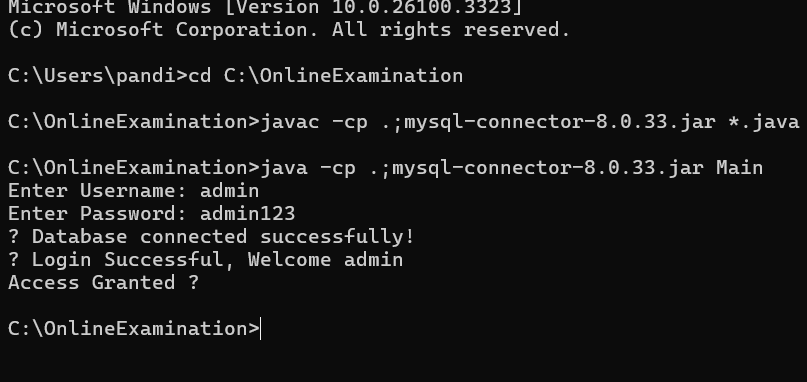 Microsoft Windows [Version 10.0.26100.3323]
(c) Microsoft Corporation. All rights reserved.
C:\Users\pandi>cd C:\OnlineExamination
C:\OnlineExamination>javac -cp .;mysql-connector-8.0.33.jar *.java
C:\OnlineExamination>java -cp .;mysql-connector-8.0.33.jar Main
Enter Username: admin
Enter Password: admin123
? Database connected successfully!
? Login Successful, Welcome admin
Access Granted ?
C:\OnlineExamination>